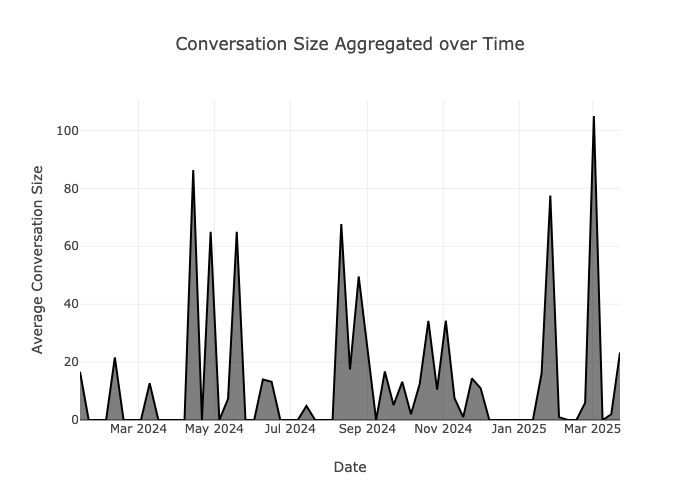 Conversation Size Aggregated over Time
Average Conversation Size
100
80
60
40
20
0
Mar 2024 May 2024 Jul 2024 Sep 2024 Nov 2024 Jan 2025 Mar 2025
Date